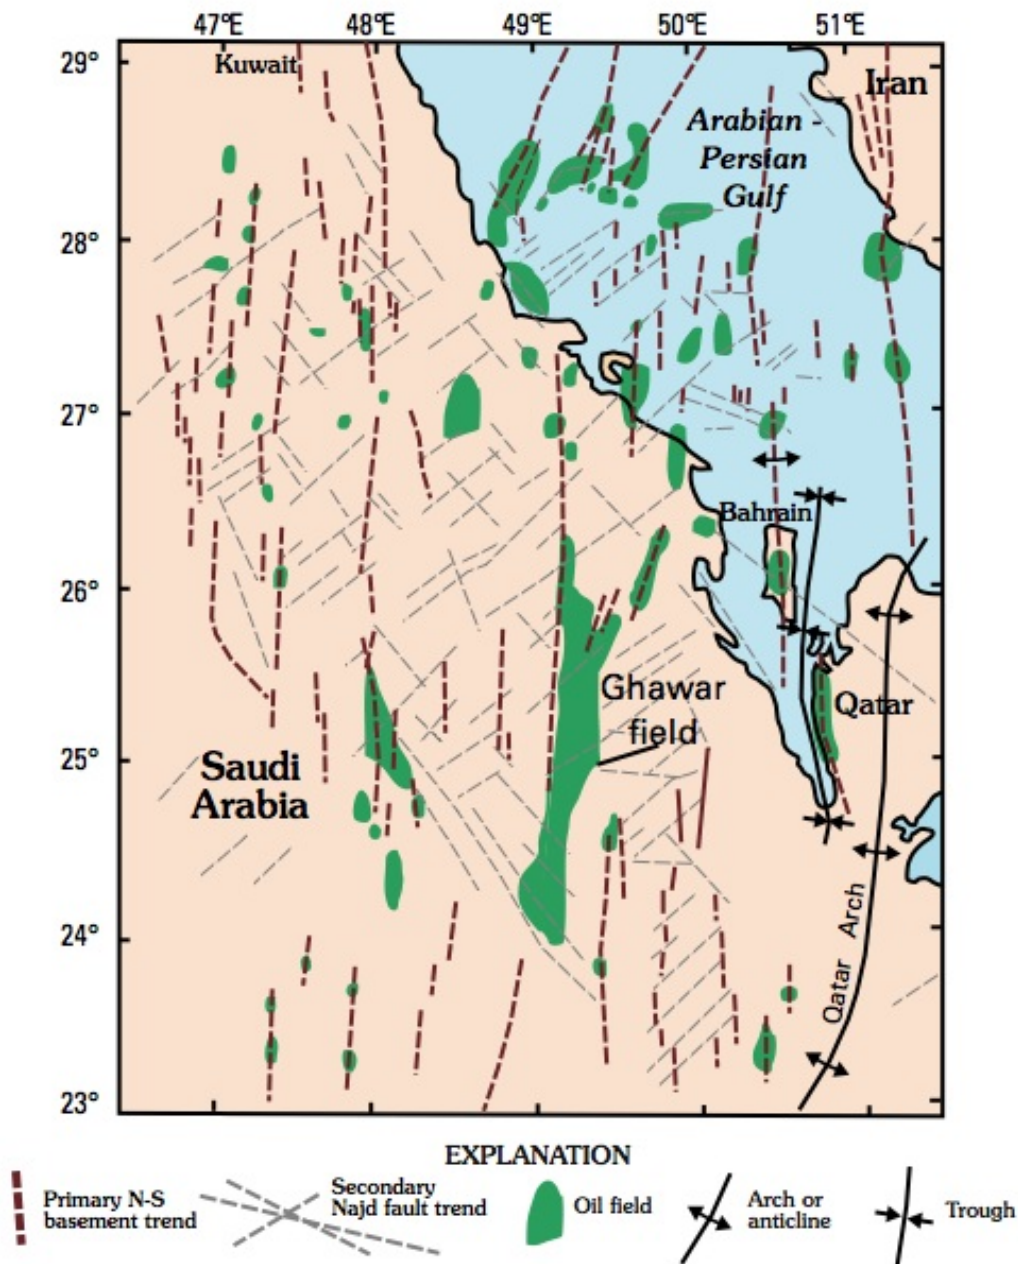 47°E 48°E 49°E 50°E 51°E
29°
Kuwait
Iran
Arabian -
Persian
Gulf
28°
27°
Bahrain
26°
Ghawar
field
Qatar
25°
Saudi
Arabia
24°
Qatar Arch
23°
EXPLANATION
Primary N-S
basement trend
Secondary
Najd fault trend
Oil field
Arch or
anticline
Trough